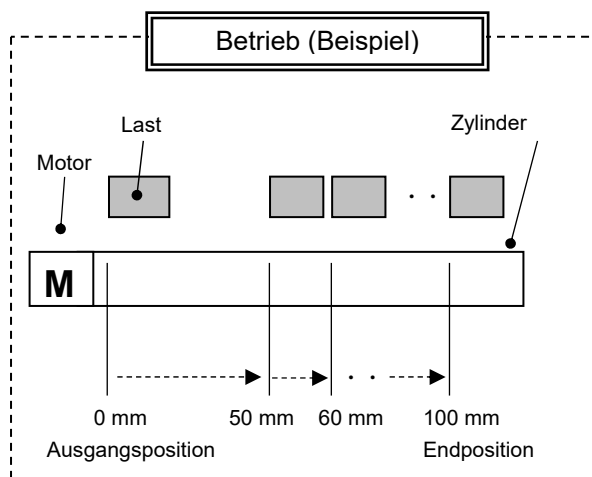 Betrieb (Beispiel)
Last
Zylinder
Motor
· ·
M
· ·
0 mm
50 mm
60 mm
100 mm
Ausgangsposition
Endposition